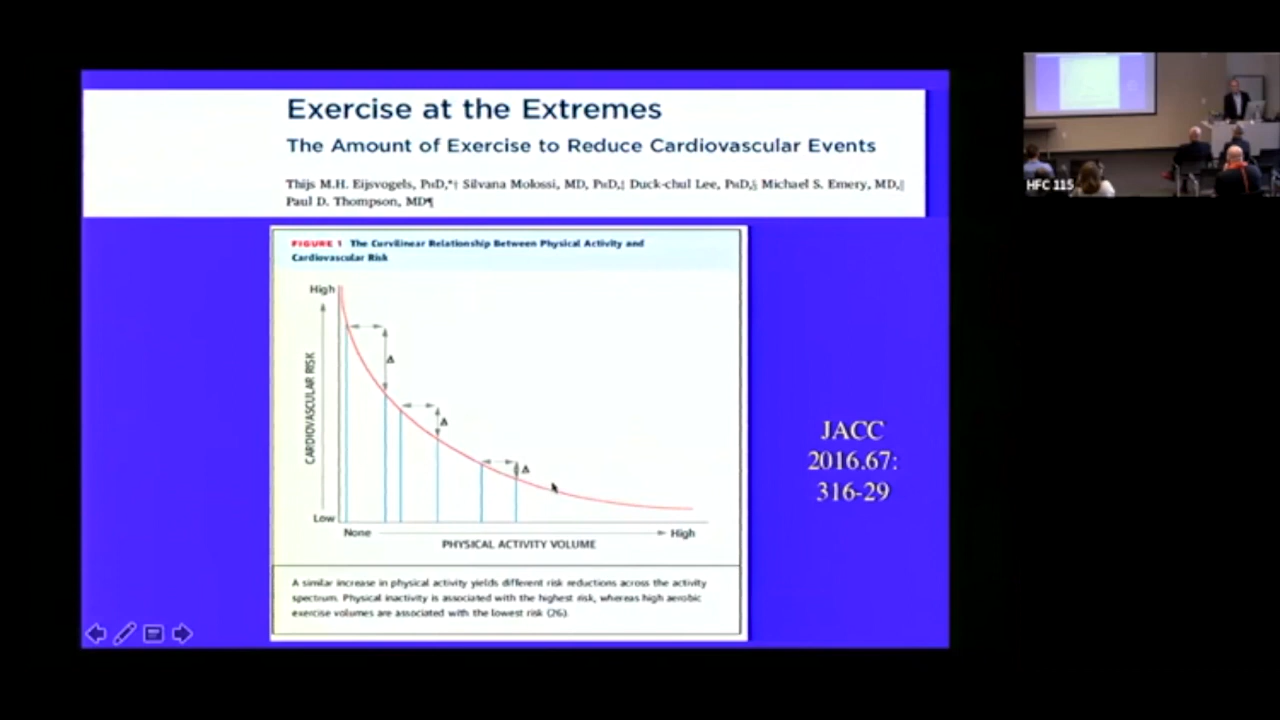 Exercise at the Extremes
The Amount of Exercise to Reduce Cardiovascular Events
Thijs M.H. Eijsvogels, PhD,*† Silvana Molossi, MD, PhD,‡ Duck-chul Lee, PhD,§ Michael S. Emery, MD,||
Paul D. Thompson, MD¶
FIGURE 1 The Curvilinear Relationship Between Physical Activity and
Cardiovascular Risk
High
CARDIOVASCULAR RISK
Δ
Δ
Δ
Low
None
High
PHYSICAL ACTIVITY VOLUME
A similar increase in physical activity yields different risk reductions across the activity
spectrum. Physical inactivity is associated with the highest risk, whereas high aerobic
exercise volumes are associated with the lowest risk (26).
JACC
2016.67:
316-29
HFC 115